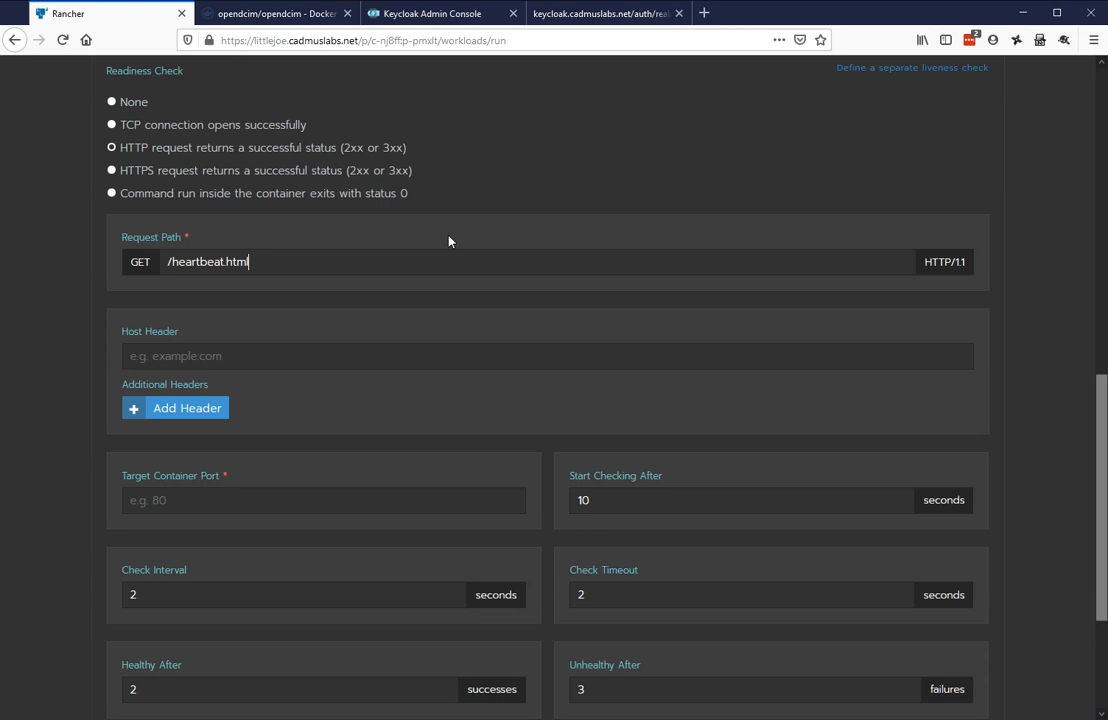 Rancher
opendcim/opendcim - Docker
Keycloak Admin Console
keycloak.cadmuslabs.net/auth/real
https://littlejoe.cadmuslabs.net/p/c-nj8ff:p-pmxlt/workloads/run
2
Readiness Check
Define a separate liveness check
None
TCP connection opens successfully
HTTP request returns a successful status (2xx or 3xx)
HTTPS request returns a successful status (2xx or 3xx)
Command run inside the container exits with status 0
Request Path *
GET /heartbeat.html HTTP/1.1
Host Header
e.g. example.com
Additional Headers
+ Add Header
Target Container Port *
e.g. 80
Start Checking After
10 seconds
Check Interval
2 seconds
Check Timeout
2 seconds
Healthy After
2 successes
Unhealthy After
3 failures